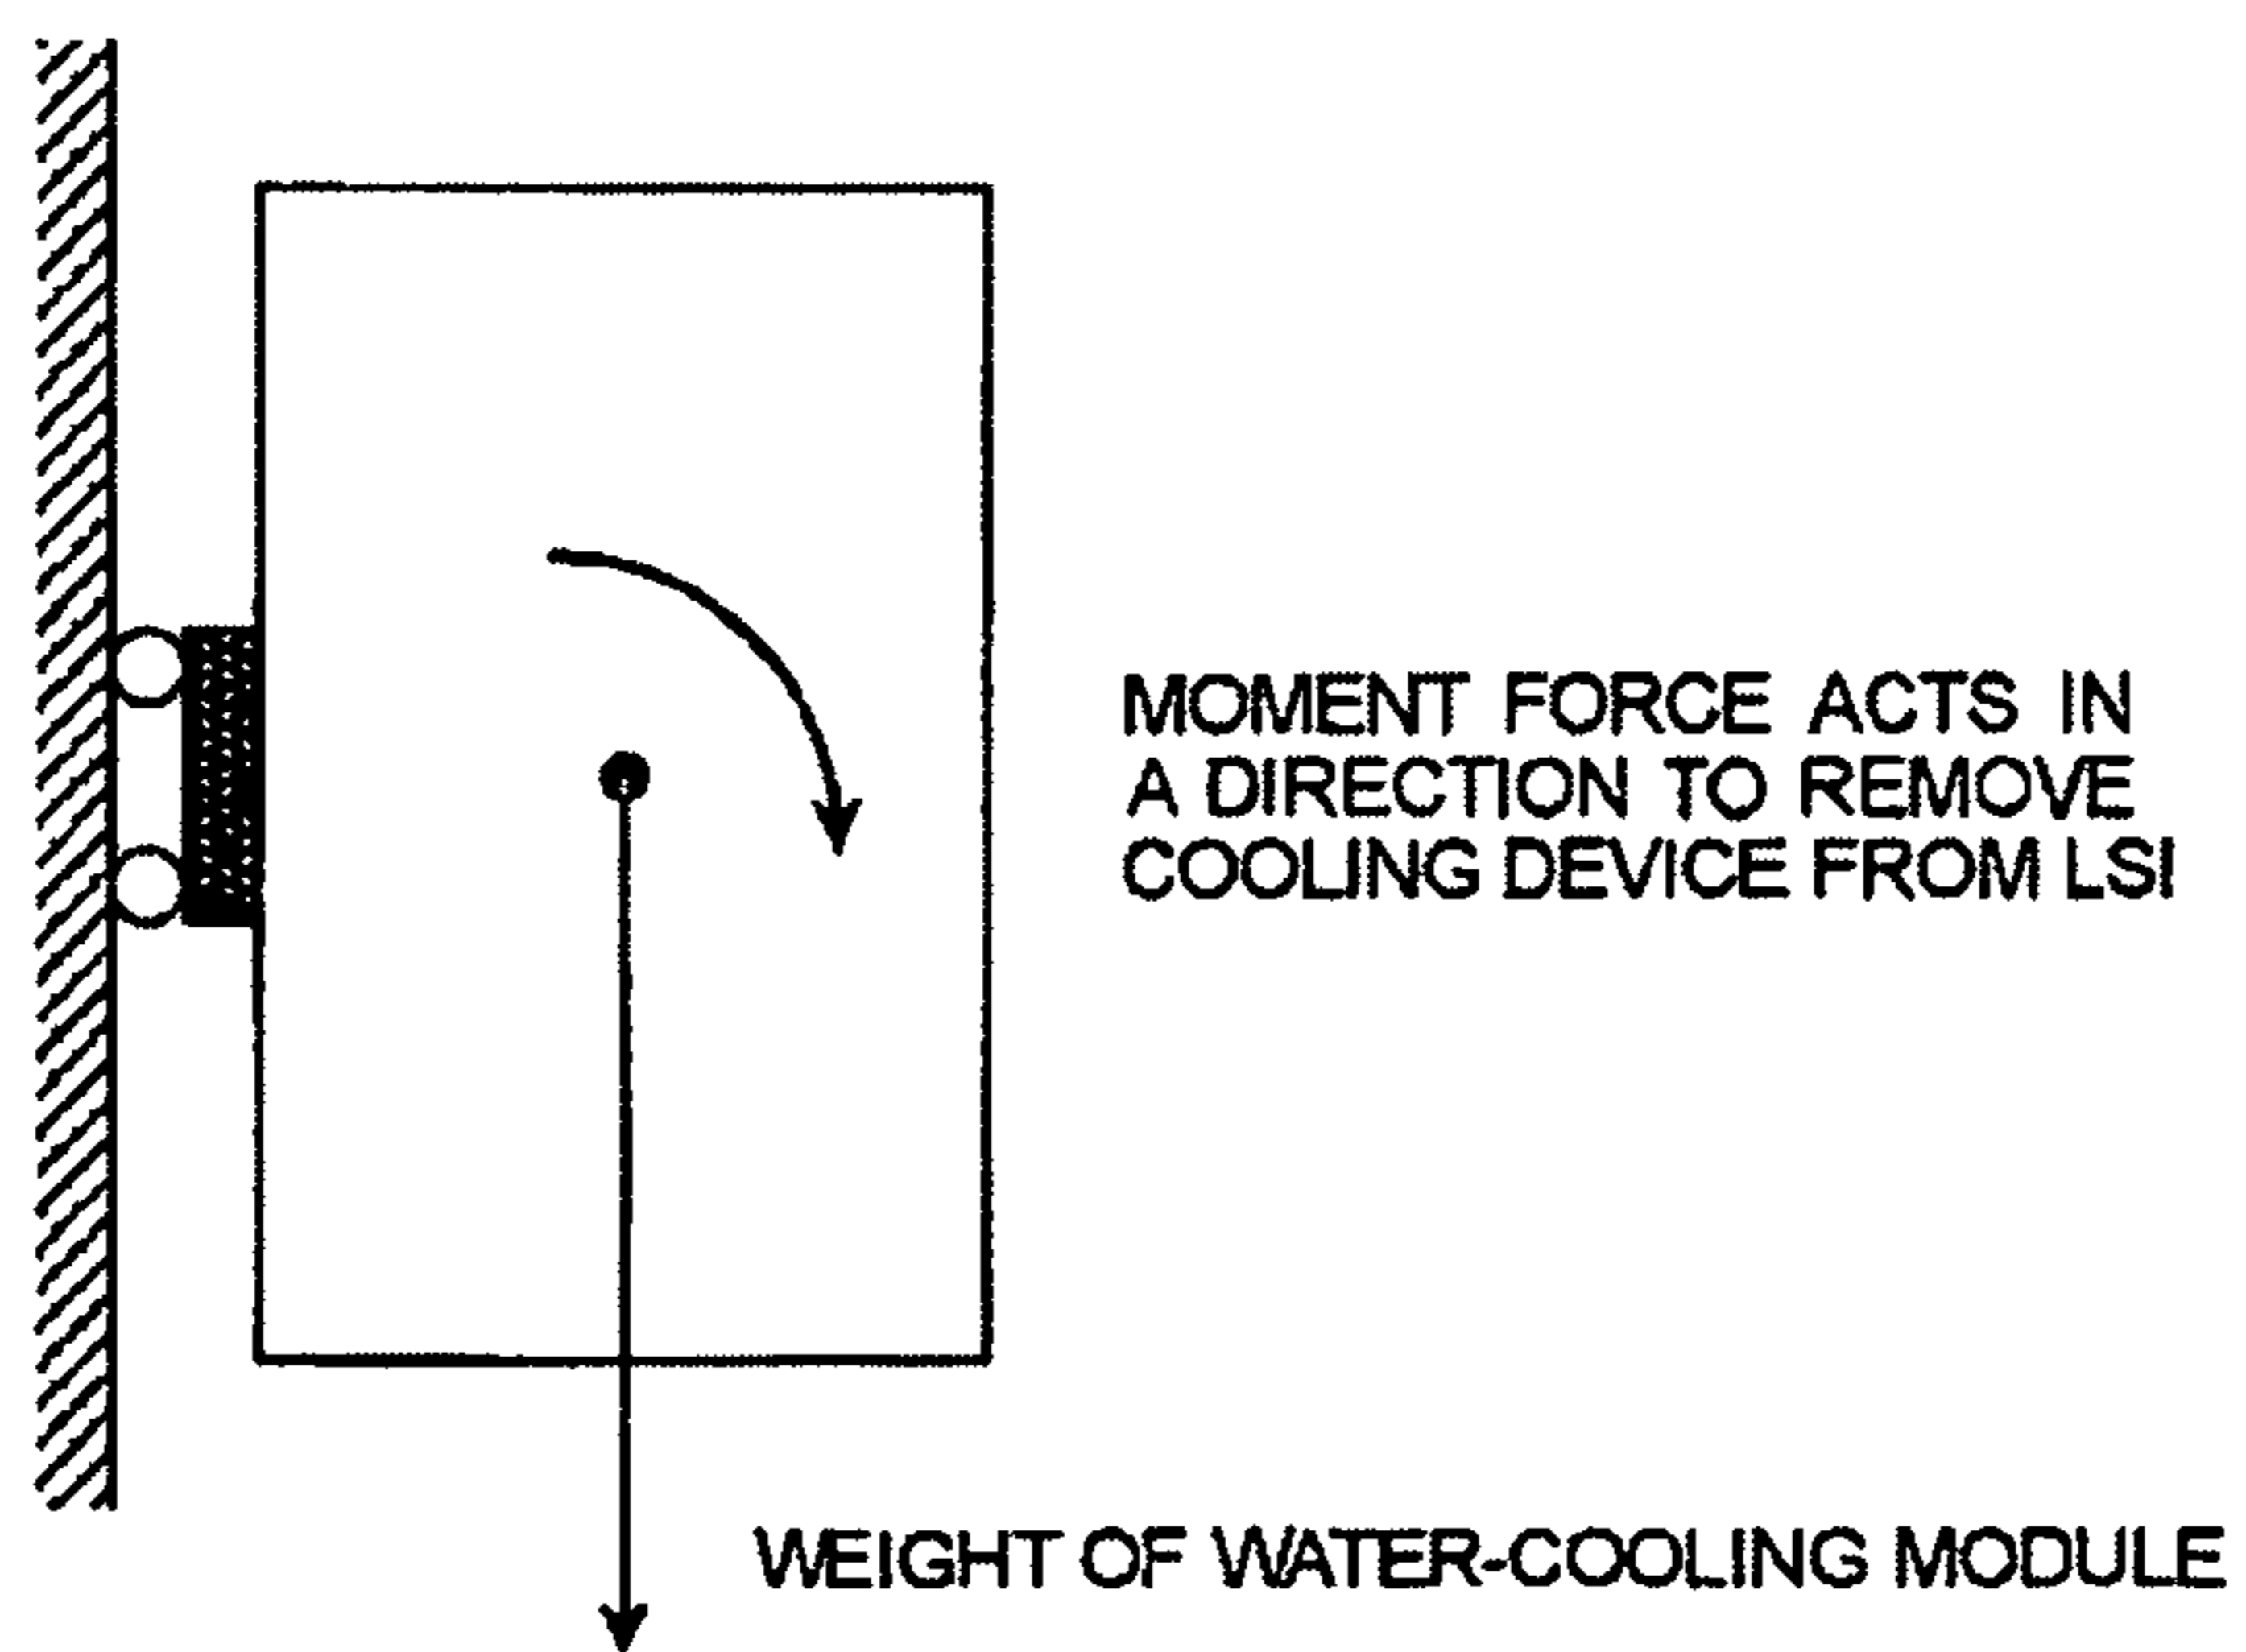 MOMENT FORCE ACTS IN
A DIRECTION TO REMOVE
COOLING DEVICE FROM LSI
WEIGHT OF WATER-COOLING MODULE